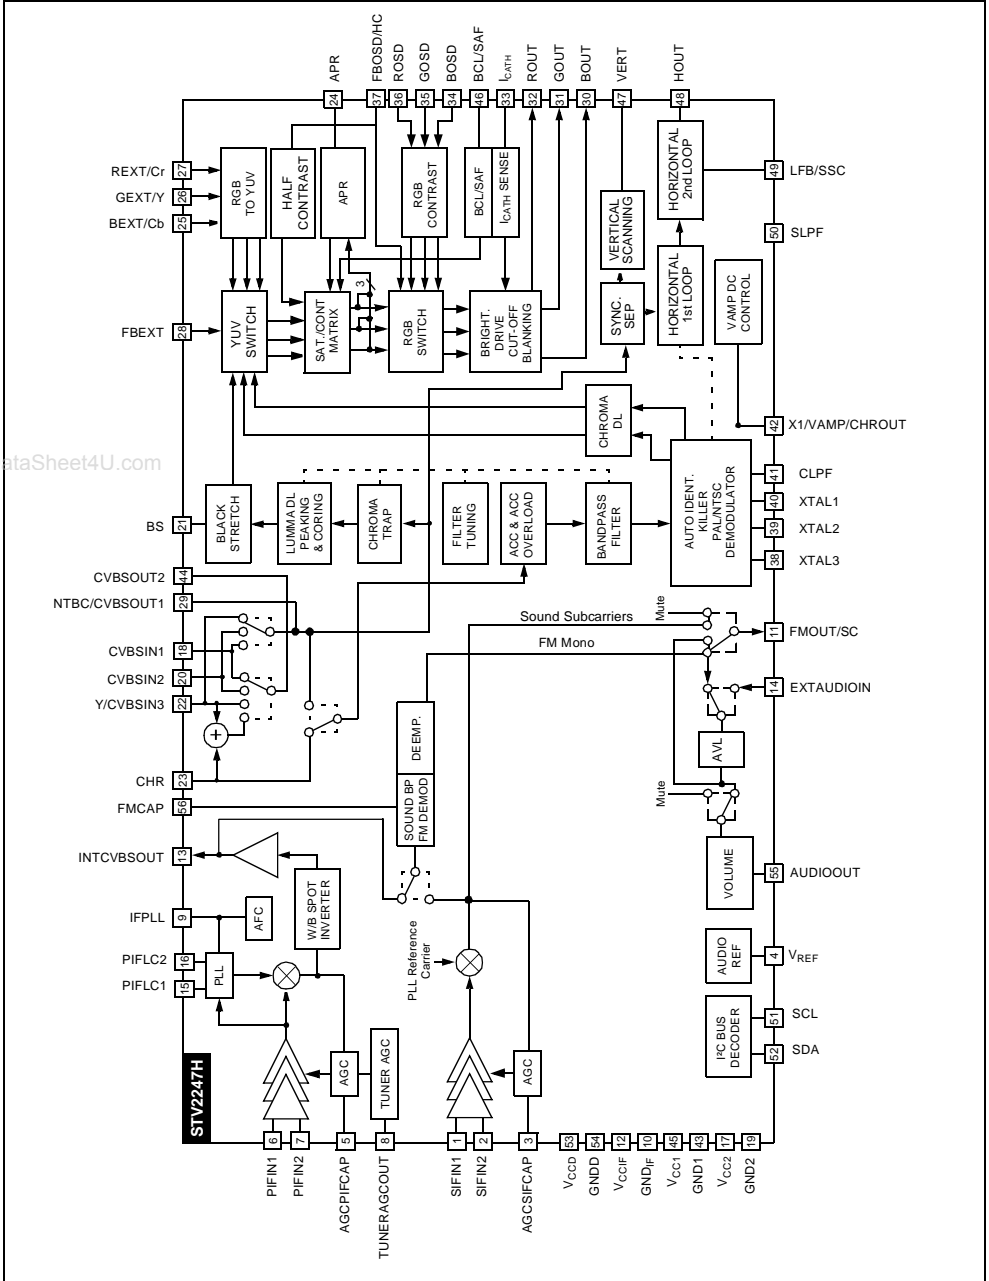 APR
FBOSD/HC
ROSD
GOSD
BOSD
BCL/SAF
ICATH
ROUT
GOUT
BOUT
VERT
HOUT
24
37
36
35
34
46
33
32
31
30
47
48
REXT/Cr
27
GEXT/Y
26
BEXT/Cb
25
RGB
TO YUV
HALF
CONTRAST
APR
RGB
CONTRAST
BCL/SAF
ICATH SENSE
VERTICAL
SCANNING
HORIZONTAL
2nd LOOP
49
LFB/SSC
50
SLPF
FBEXT
28
YUV
SWITCH
SAT./CONT
MATRIX
3
RGB
SWITCH
BRIGHT.
DRIVE
CUT-OFF
BLANKING
SYNC.
SEP
HORIZONTAL
1st LOOP
VAMP DC
CONTROL
CHROMA
DL
42
X1/VAMP/CHROUT
ataSheet4U.com
BS
21
BLACK
STRETCH
LUMMA DL
PEAKING
& CORING
CHROMA
TRAP
FILTER
TUNING
ACC & ACC
OVERLOAD
BANDPASS
FILTER
AUTO IDENT.
KILLER
PAL/NTSC
DEMODULATOR
41
CLPF
40
XTAL1
39
XTAL2
38
XTAL3
CVBSOUT2
44
NTBC/CVBSOUT1
29
CVBSIN1
18
CVBSIN2
20
Y/CVBSIN3
22
+
CHR
23
FMCAP
56
Sound Subcarriers
FM Mono
Mute
11
FMOUT/SC
14
EXTAUDIOIN
AVL
Mute
DEEMP.
SOUND BP
FM DEMOD
INTCVBSOUT
13
VOLUME
55
AUDIOOUT
IFPLL
9
AFC
W/B SPOT
INVERTER
PIFLC2
16
PIFLC1
15
PLL
PLL Reference
Carrier
AUDIO
REF
4
VREF
I²C BUS
DECODER
51
SCL
52
SDA
STV2247H
AGC
TUNER AGC
AGC
6
7
5
8
1
2
3
53
54
12
10
45
43
17
19
PIFIN1
PIFIN2
AGCPIFCAP
TUNERAGCOUT
SIFIN1
SIFIN2
AGCSIFCAP
VCCD
GNDD
VCCIF
GNDIF
VCC1
GND1
VCC2
GND2